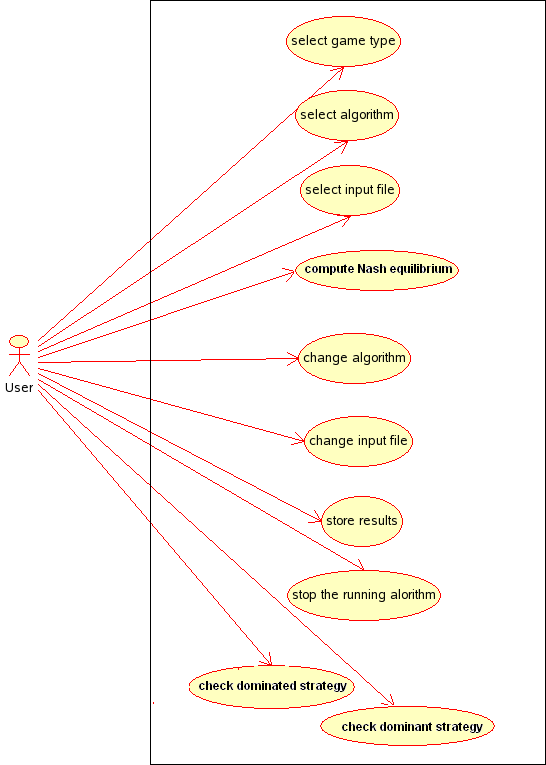 select game type
select algorithm
select input file
compute Nash equilibrium
change algorithm
User
change input file
store results
stop the running alorithm
check dominated strategy
check dominant strategy